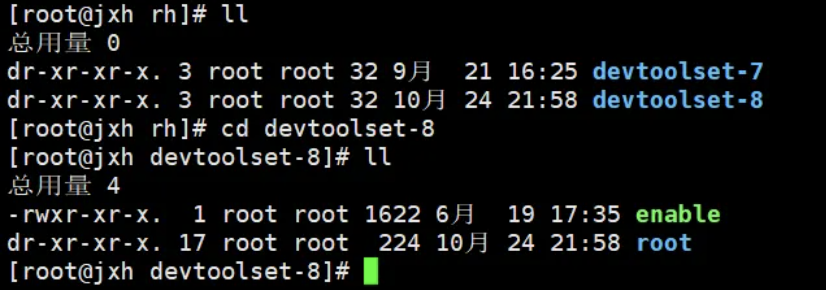 [root@jxh rh]# ll
总用量 0
dr-xr-xr-x. 3 root root 32 9月  21 16:25 devtoolset-7
dr-xr-xr-x. 3 root root 32 10月 24 21:58 devtoolset-8
[root@jxh rh]# cd devtoolset-8
[root@jxh devtoolset-8]# ll
总用量 4
-rwxr-xr-x.  1 root root 1622 6月  19 17:35 enable
dr-xr-xr-x. 17 root root  224 10月 24 21:58 root
[root@jxh devtoolset-8]#